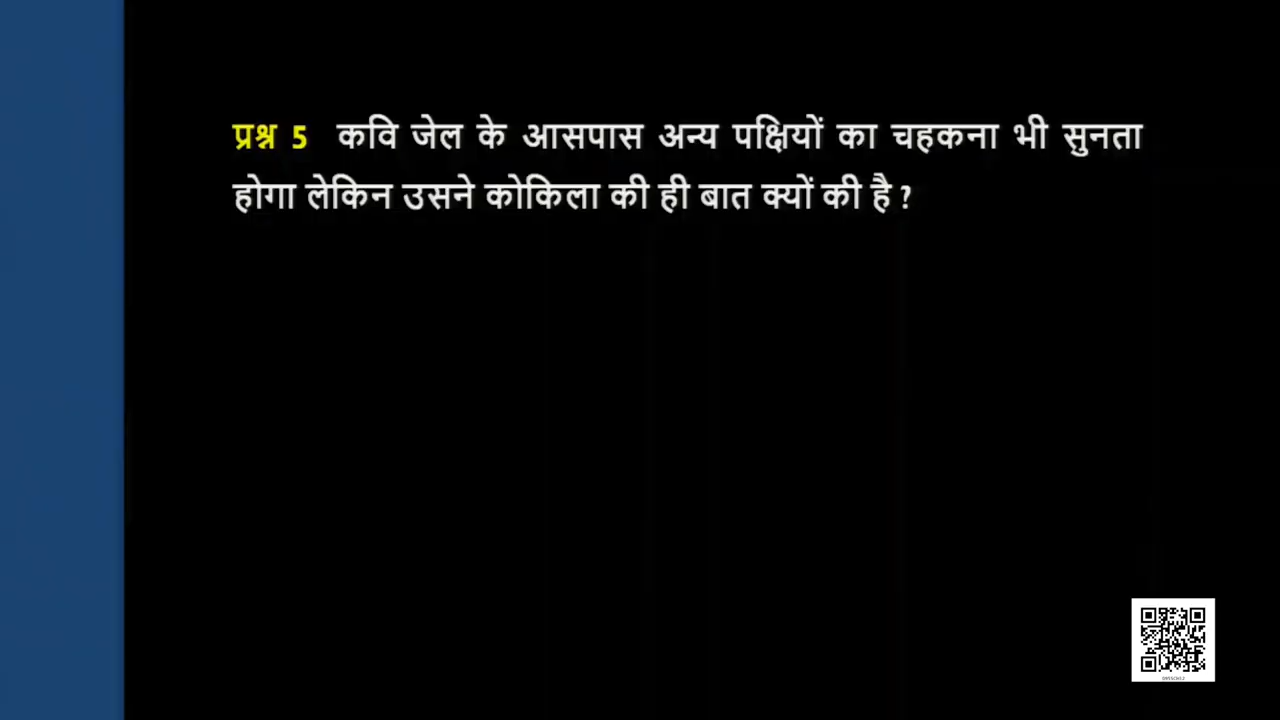 प्रश्न 5 कवि जेल के आसपास अन्य पक्षियों का चहकना भी सुनता
होगा लेकिन उसने कोकिला की ही बात क्यों की है ?